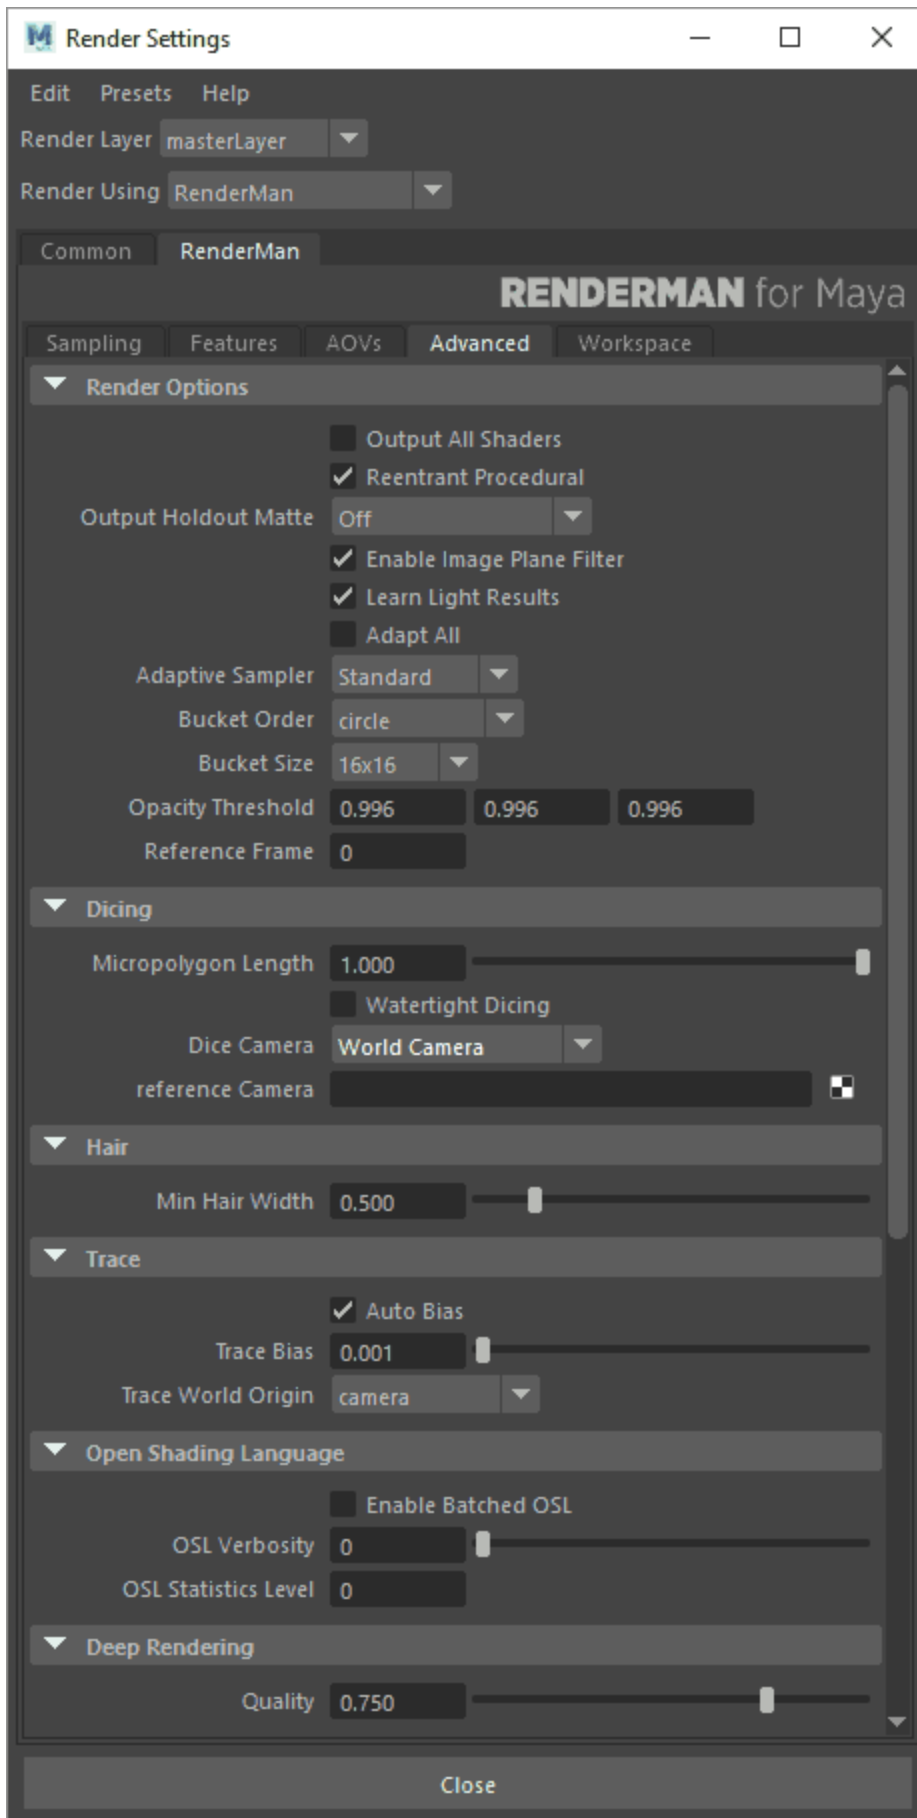 Render Settings
Edit Presets Help
Render Layer masterLayer
Render Using RenderMan
Common RenderMan
RENDERMAN for Maya
Sampling Features AOVs Advanced Workspace
Render Options
Output All Shaders
Reentrant Procedural
Output Holdout Matte Off
Enable Image Plane Filter
Learn Light Results
Adapt All
Adaptive Sampler Standard
Bucket Order circle
Bucket Size 16x16
Opacity Threshold 0.996 0.996 0.996
Reference Frame 0
Dicing
Micropolygon Length 1.000
Watertight Dicing
Dice Camera World Camera
reference Camera
Hair
Min Hair Width 0.500
Trace
Auto Bias
Trace Bias 0.001
Trace World Origin camera
Open Shading Language
Enable Batched OSL
OSL Verbosity 0
OSL Statistics Level 0
Deep Rendering
Quality 0.750
Close